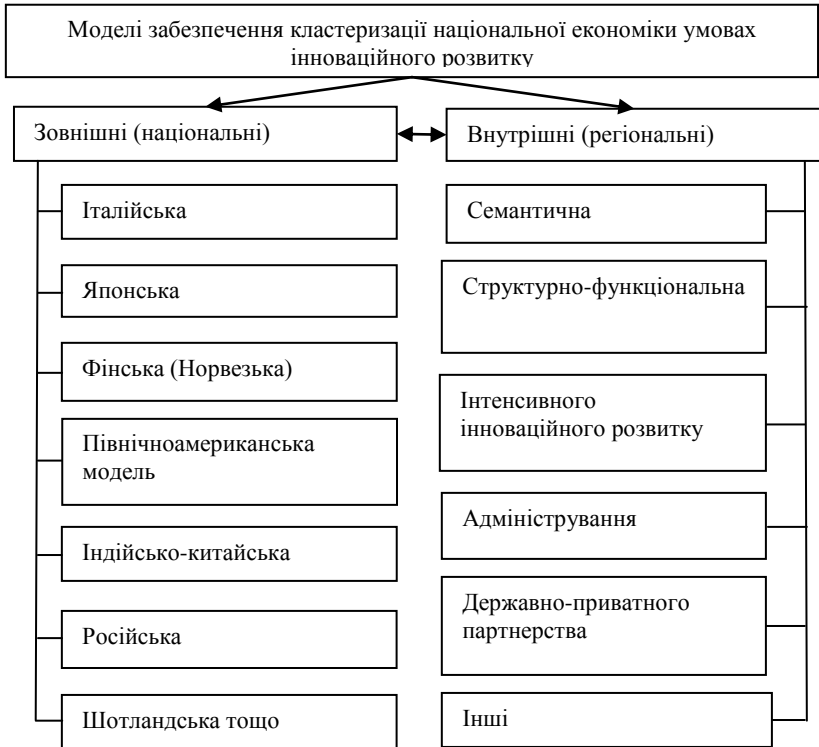 Моделі забезпечення кластеризації національної економіки умовах
інноваційного розвитку
Зовнішні (національні)
Внутрішні (регіональні)
Італійська
Японська
Фінська (Норвезька)
Північноамериканська
модель
Індійсько-китайська
Російська
Шотландська тощо
Семантична
Структурно-функціональна
Інтенсивного
інноваційного розвитку
Адміністрування
Державно-приватного
партнерства
Інші